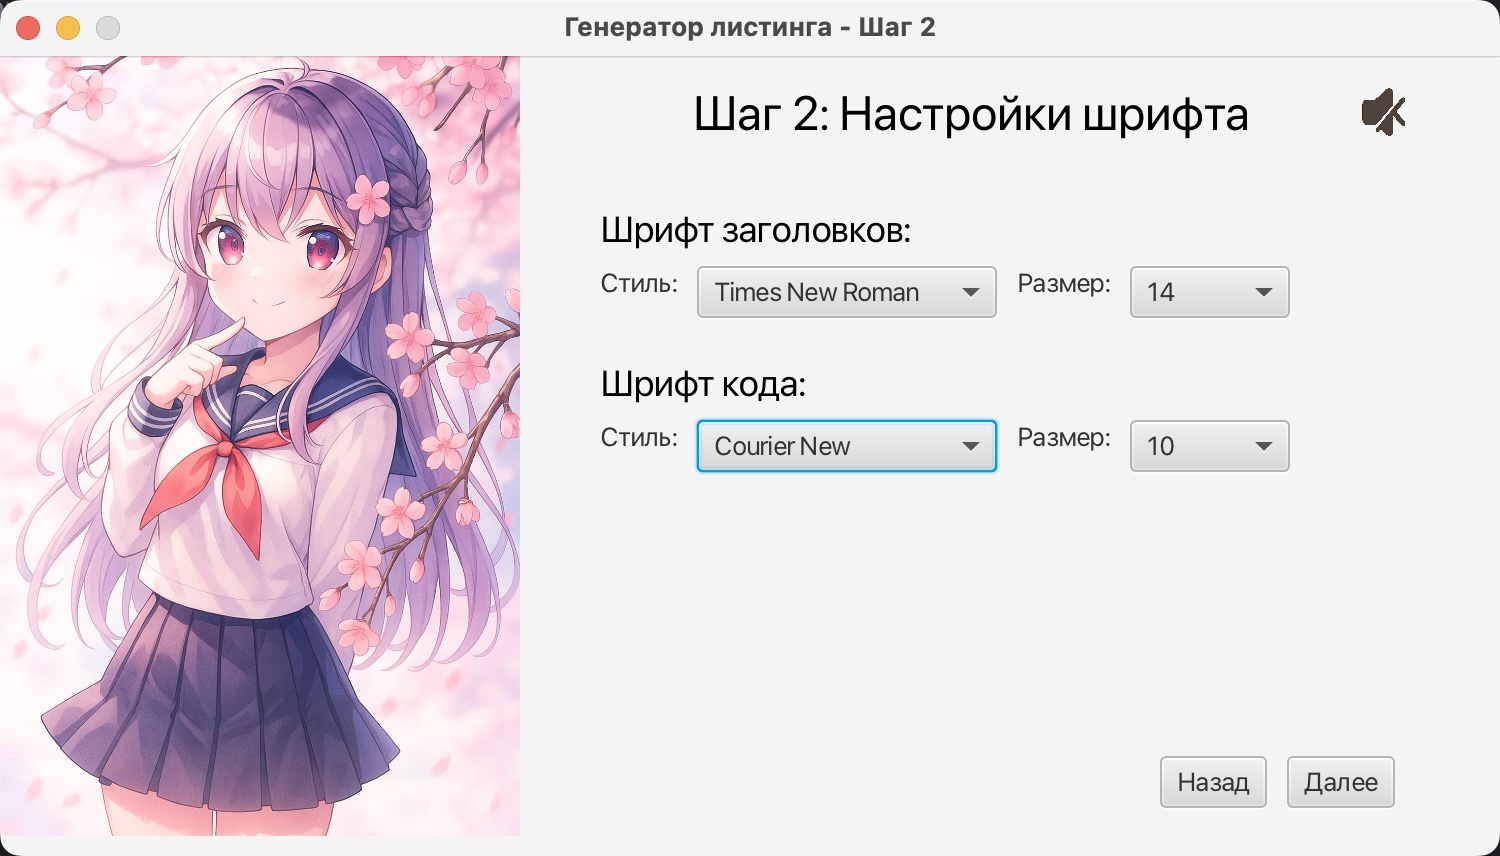 Генератор листинга - Шаг 2
Шаг 2: Настройки шрифта
Шрифт заголовков:
Стиль: Times New Roman Размер: 14
Шрифт кода:
Стиль: Courier New Размер: 10
Назад Далее